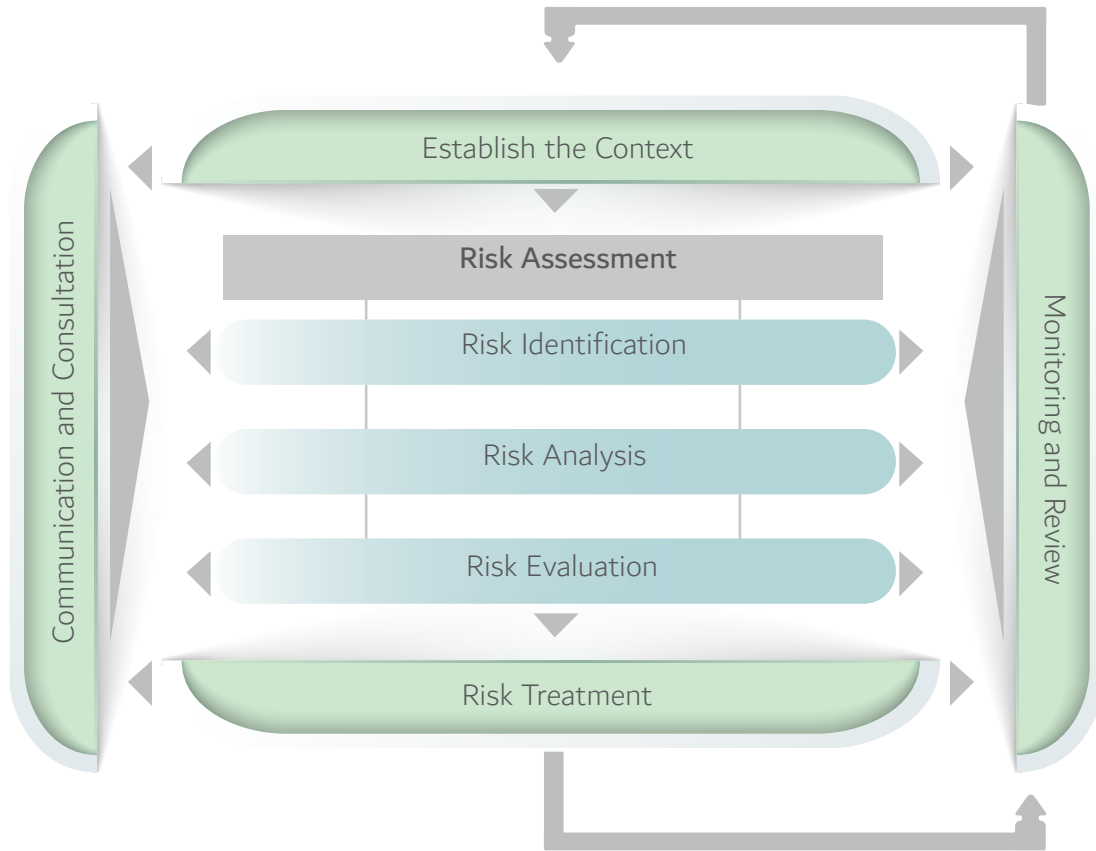 Establish the Context
Communication and Consultation
Risk Assessment
Risk Identification
Risk Analysis
Risk Evaluation
Monitoring and Review
Risk Treatment